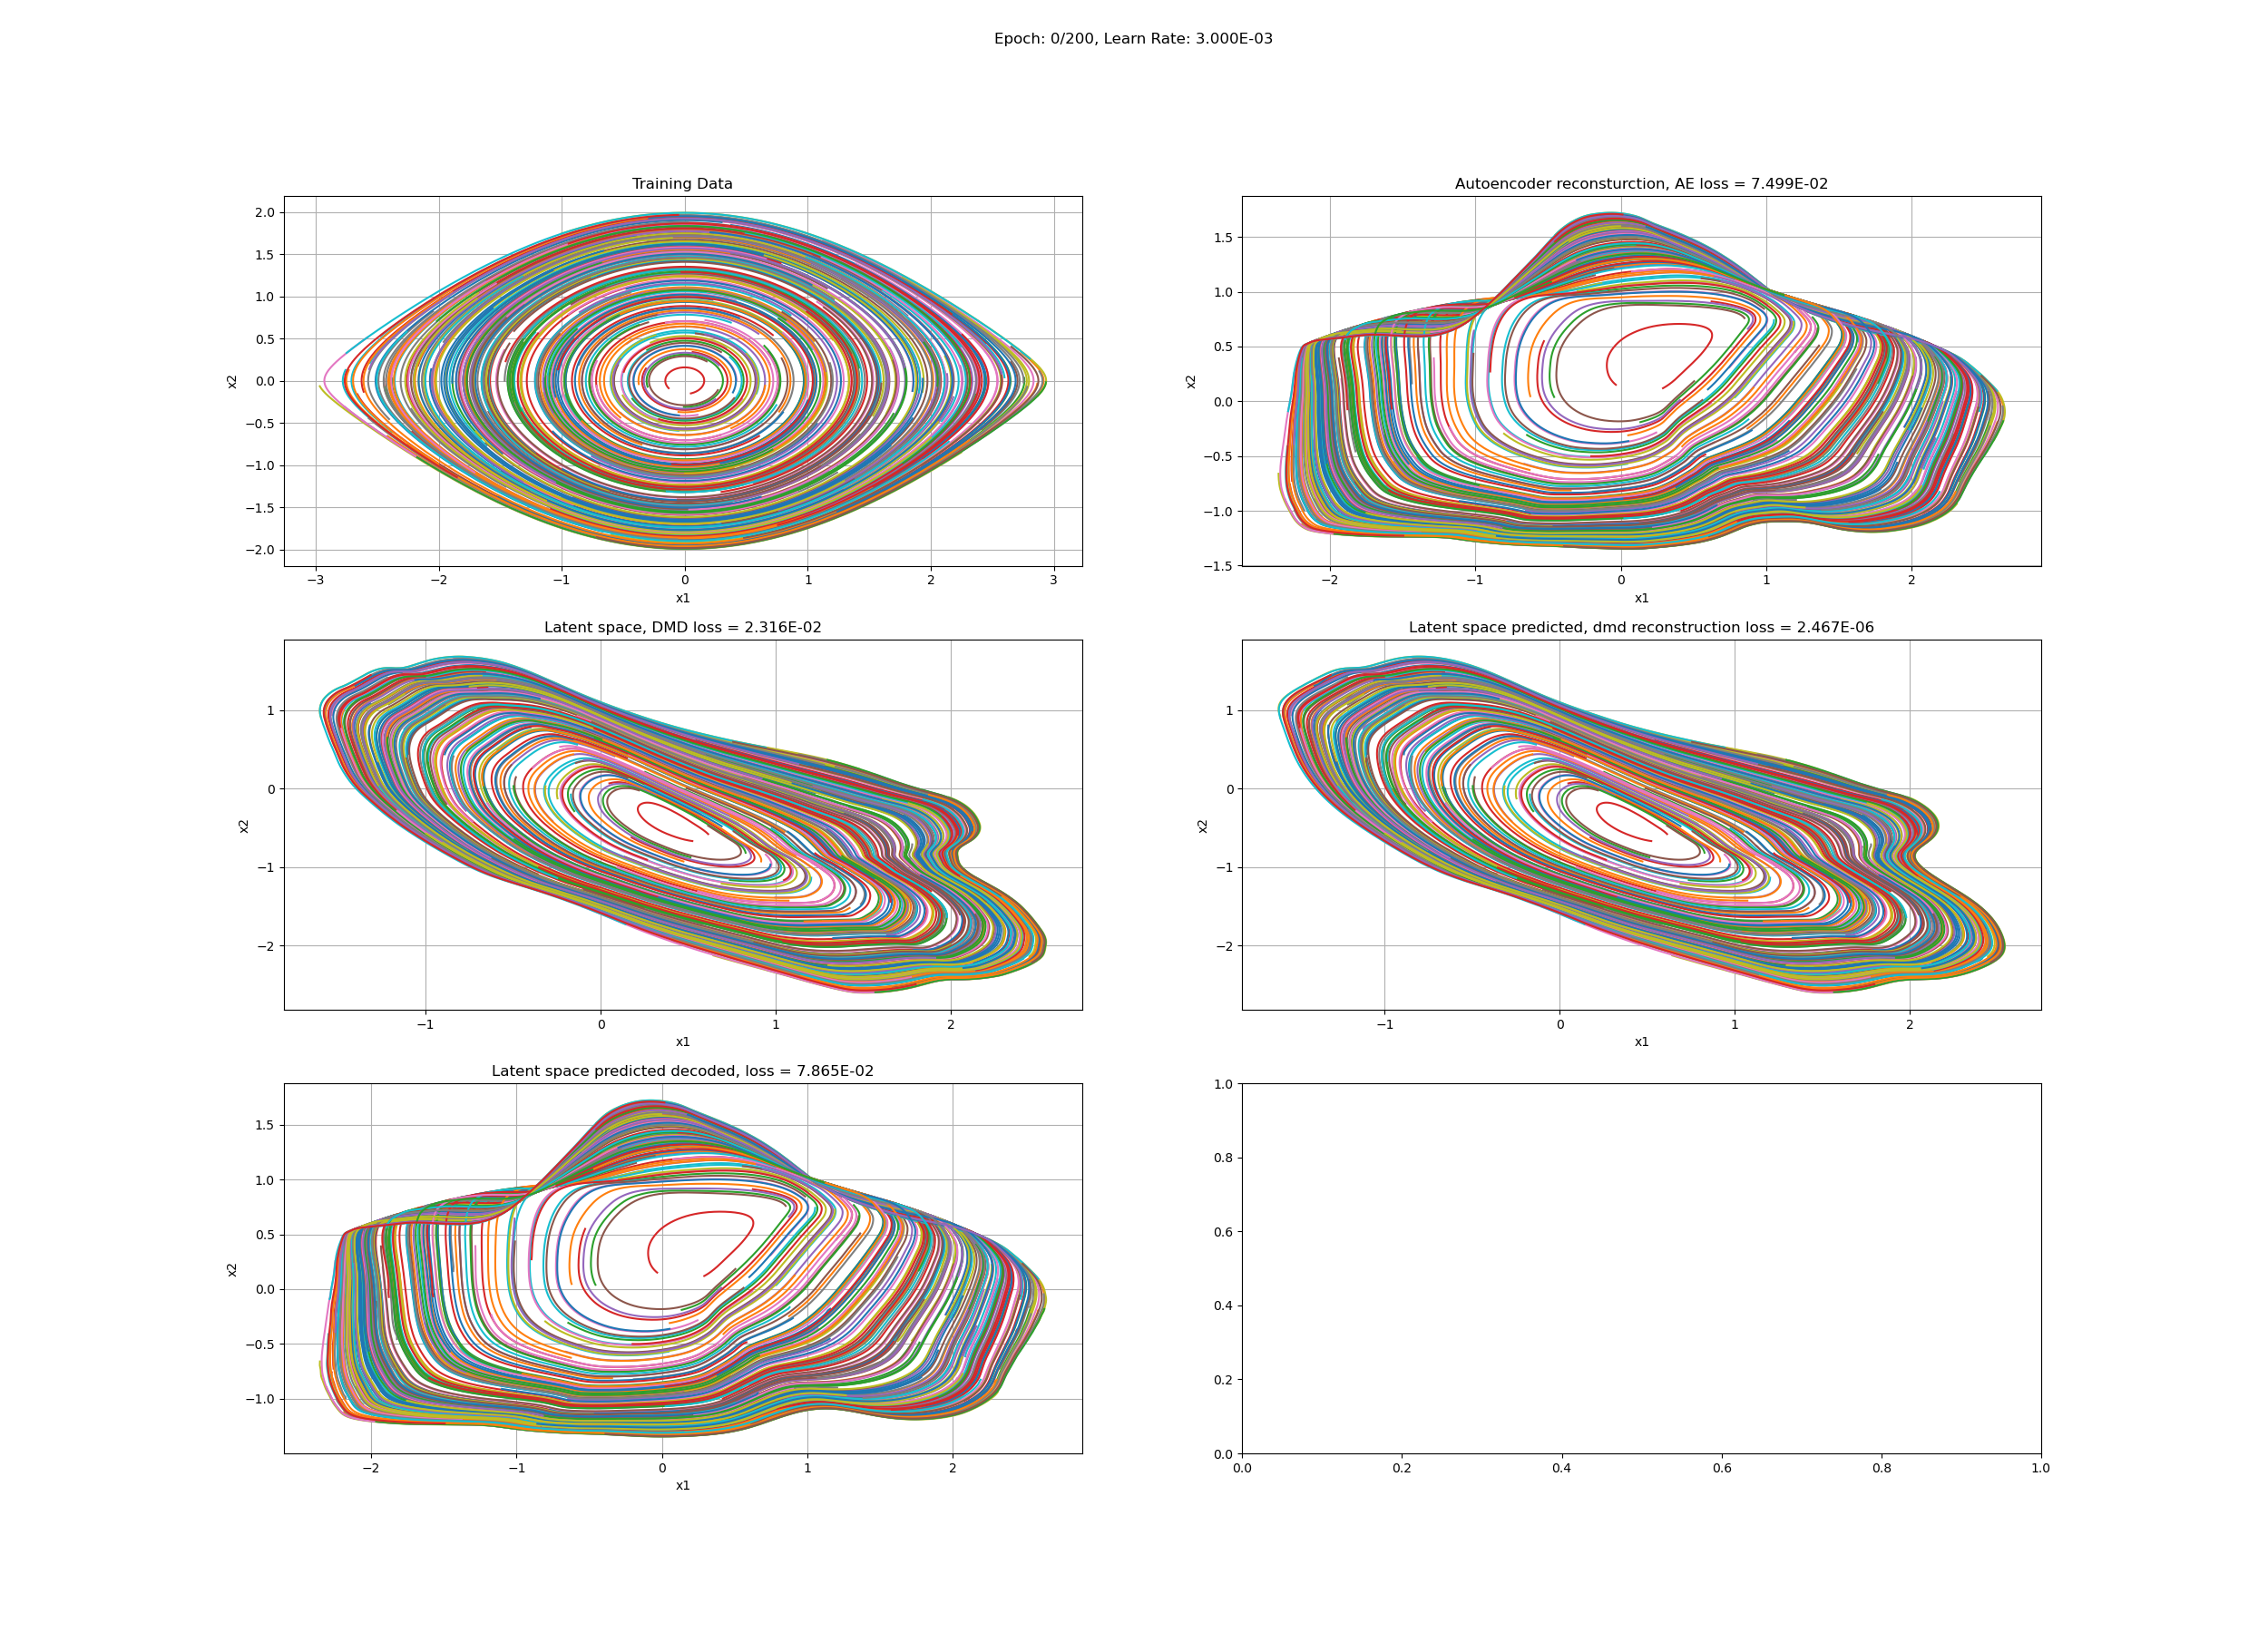 Epoch: 0/200, Learn Rate: 3.000E-03
Training Data
2.0
1.5
1.0
0.5
0.0
−0.5
−1.0
−1.5
−2.0
x2
−3 −2 −1 0 1 2 3
x1
Autoencoder reconsturction, AE loss = 7.499E-02
1.5
1.0
0.5
0.0
−0.5
−1.0
−1.5
x2
−2 −1 0 1 2
x1
Latent space, DMD loss = 2.316E-02
1
0
−1
−2
x2
−1 0 1 2
x1
Latent space predicted, dmd reconstruction loss = 2.467E-06
1
0
−1
−2
x2
−1 0 1 2
x1
Latent space predicted decoded, loss = 7.865E-02
1.5
1.0
0.5
0.0
−0.5
−1.0
x2
−2 −1 0 1 2
x1
1.0
0.8
0.6
0.4
0.2
0.0
0.0 0.2 0.4 0.6 0.8 1.0